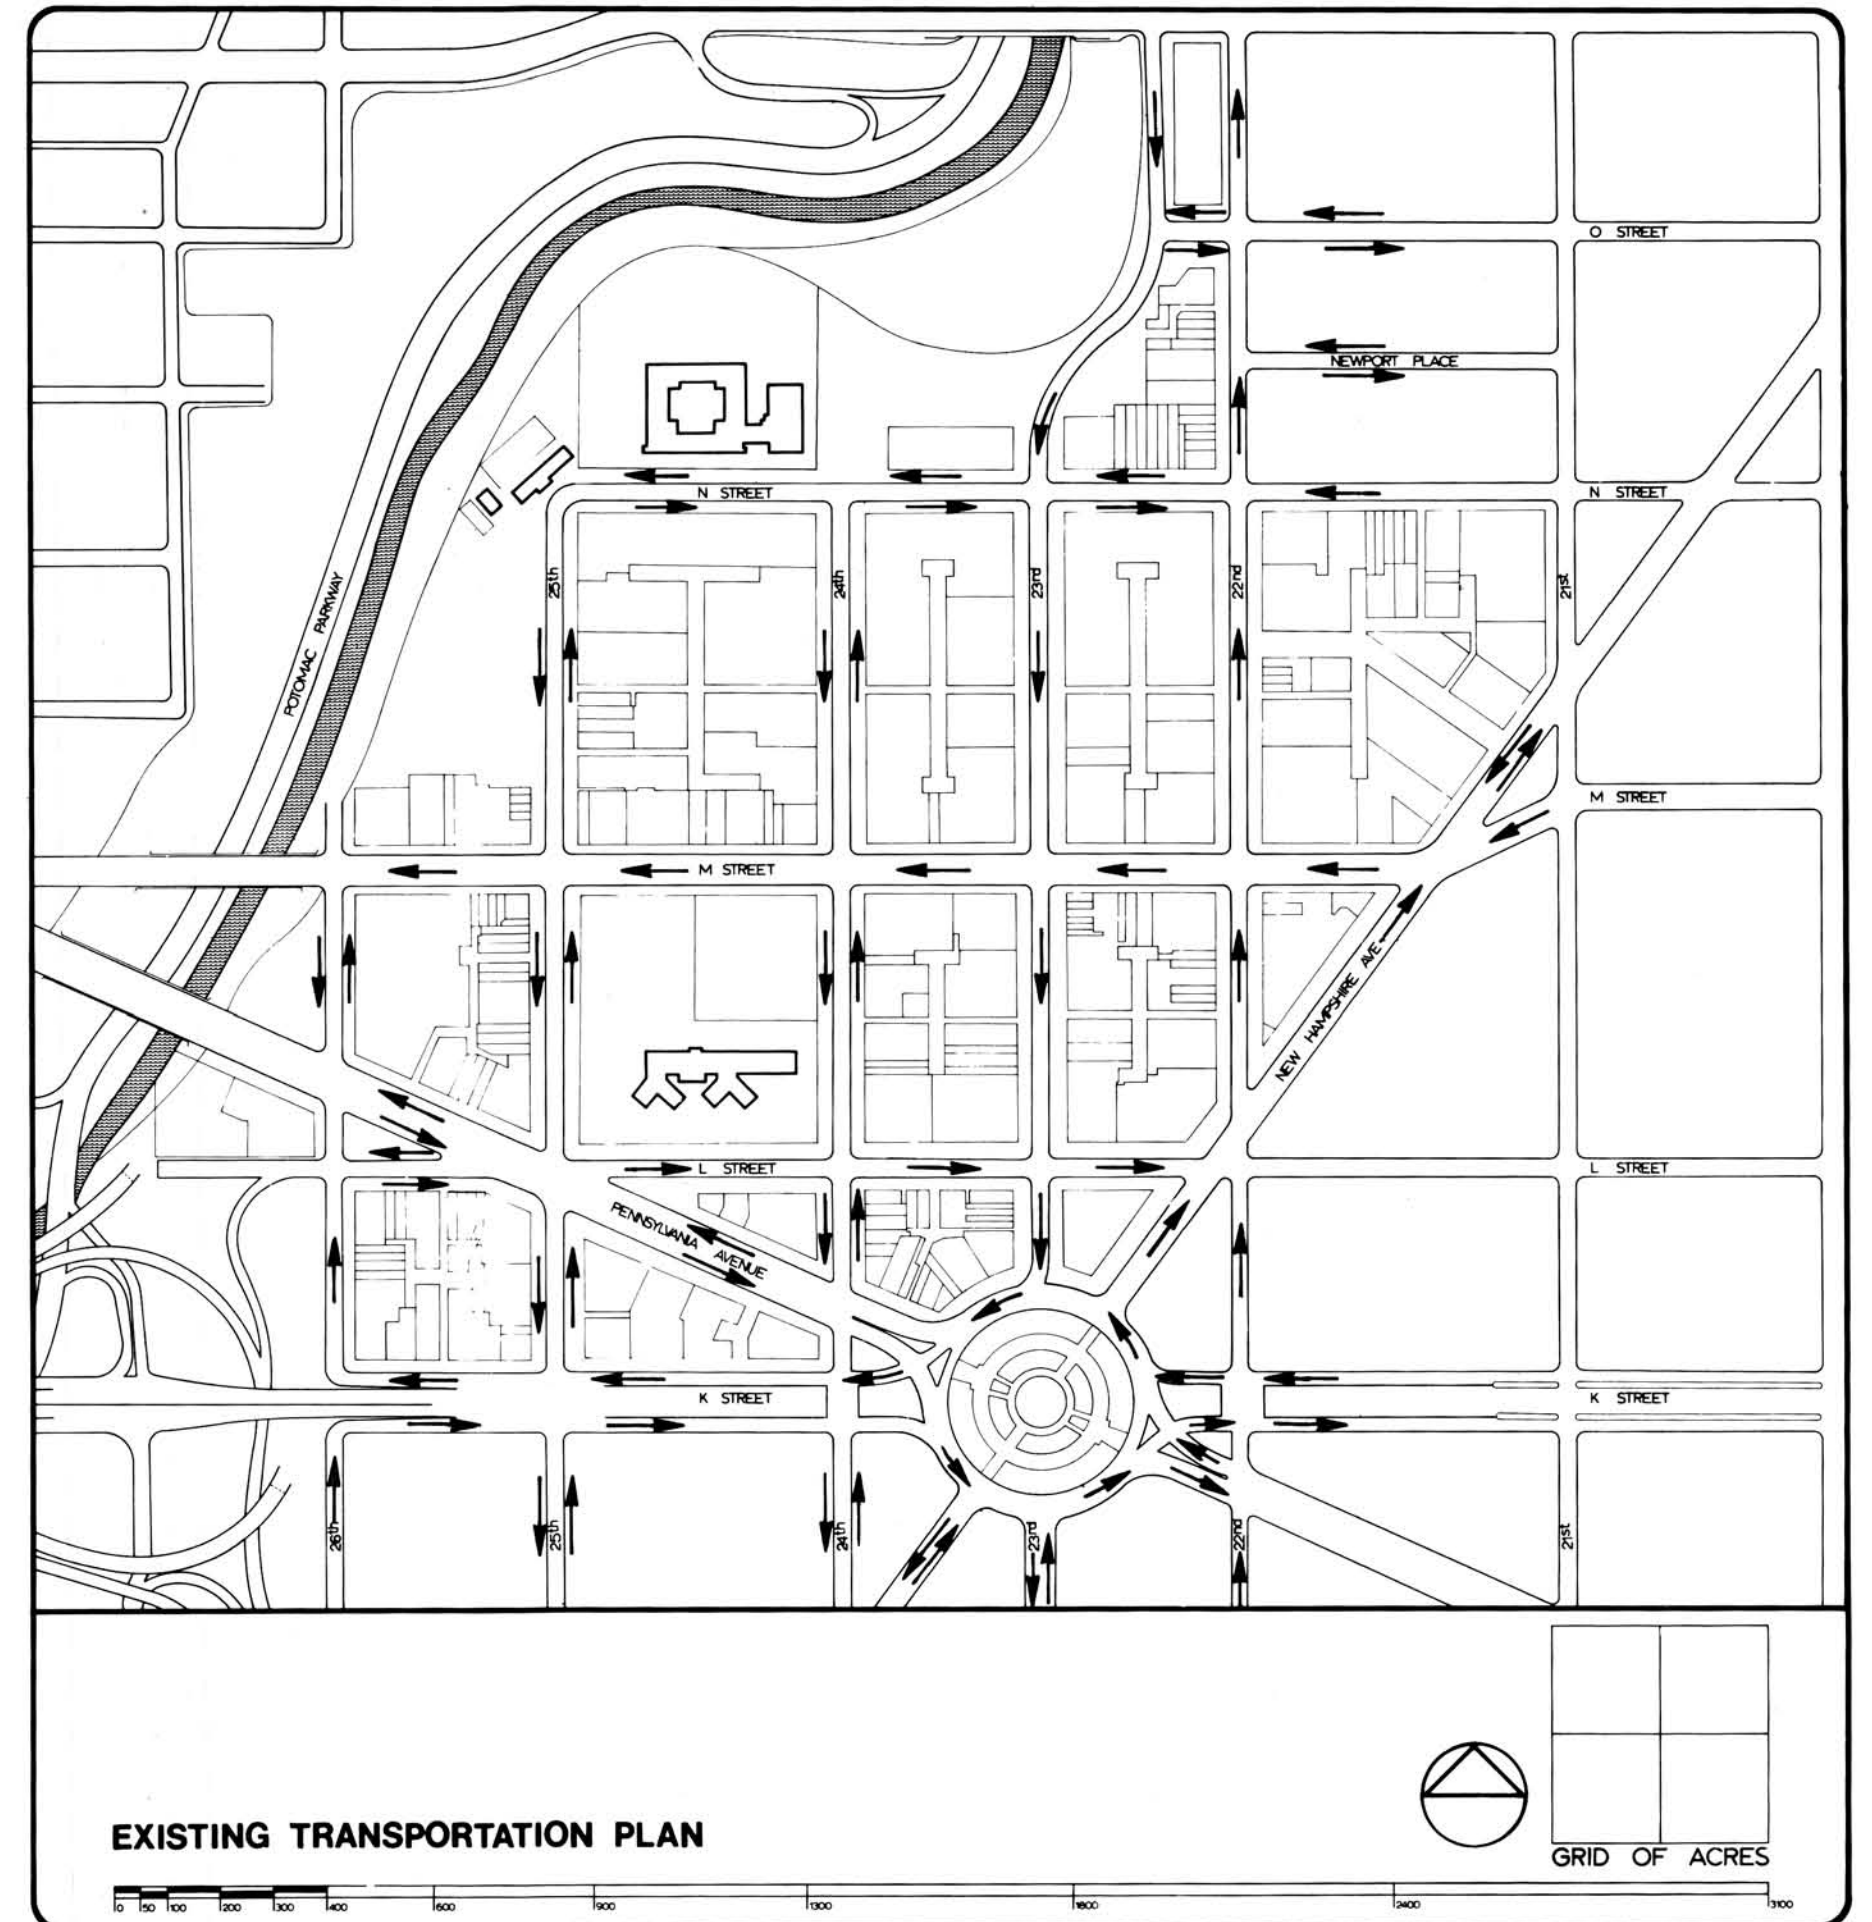 O STREET
NEWPORT PLACE
N STREET
N STREET
25th
24th
23rd
22nd
21st
POTOMAC PARKWAY
M STREET
M STREET
NEW HAMPSHIRE AVE
L STREET
L STREET
PENNSYLVANIA AVENUE
K STREET
K STREET
26th
25th
24th
23rd
22nd
21st
EXISTING TRANSPORTATION PLAN
GRID OF ACRES
0 50 100 200 300 400 600 900 1300 1800 2400 3100